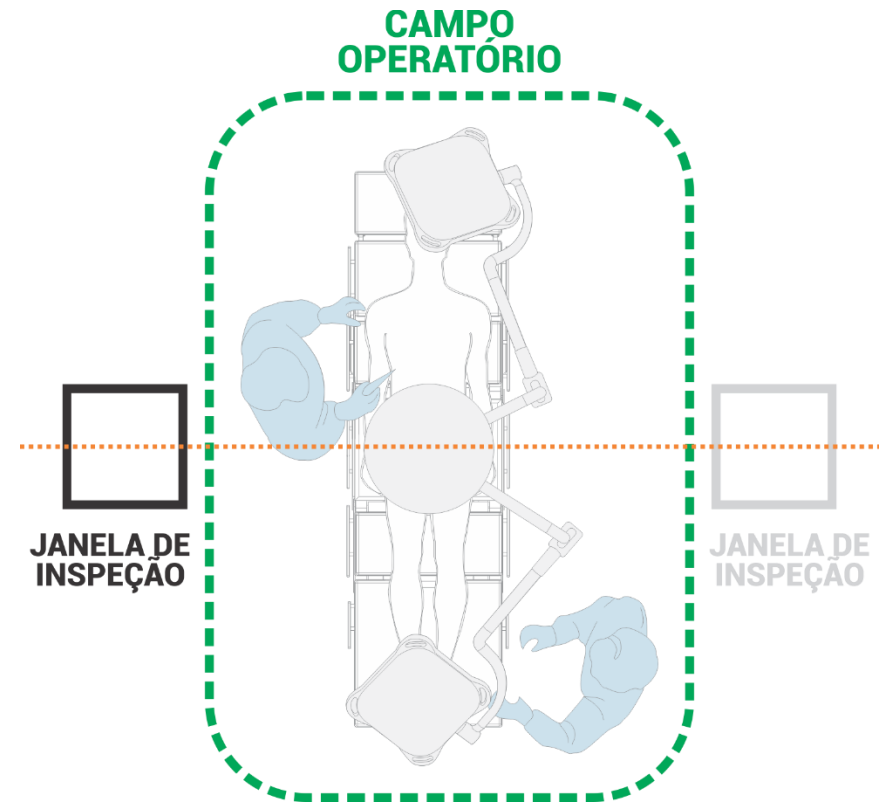 CAMPO
OPERATÓRIO
JANELA DE
INSPEÇÃO
JANELA DE
INSPEÇÃO